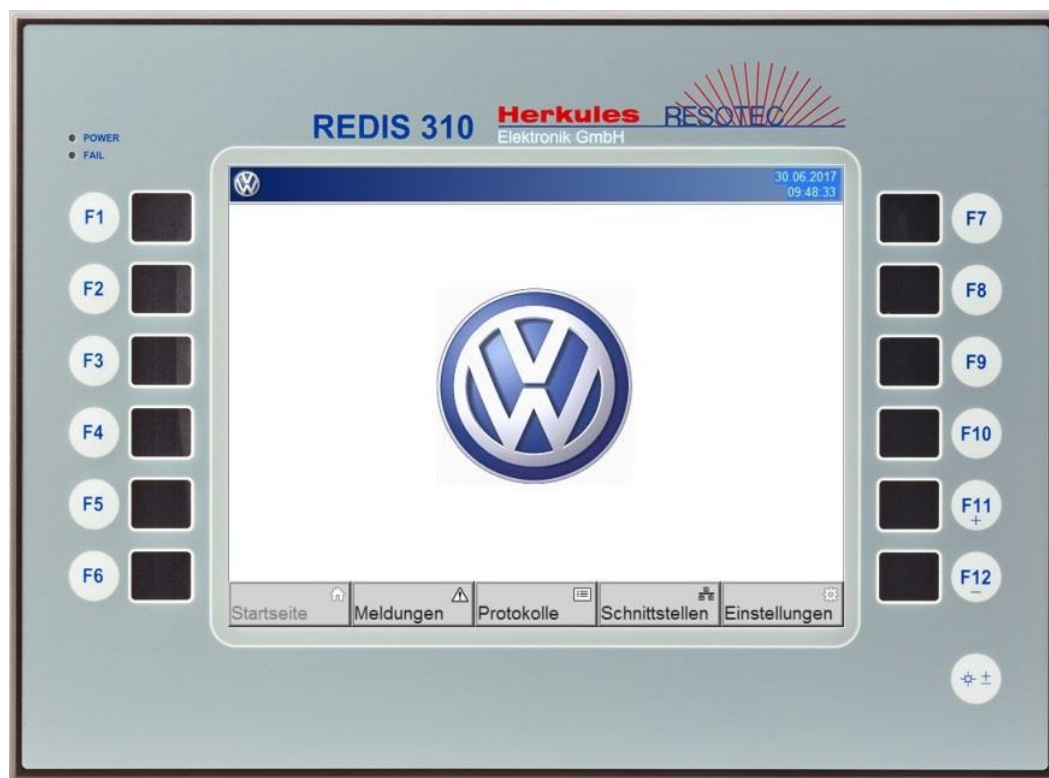 REDIS 310
Herkules
Elektronik GmbH
RESOTEC
POWER
FAIL
30.06.2017
09:48:33
F1
F2
F3
F4
F5
F6
F7
F8
F9
F10
F11
+
F12
-
VW
Startseite
Meldungen
Protokolle
Schnittstellen
Einstellungen
±